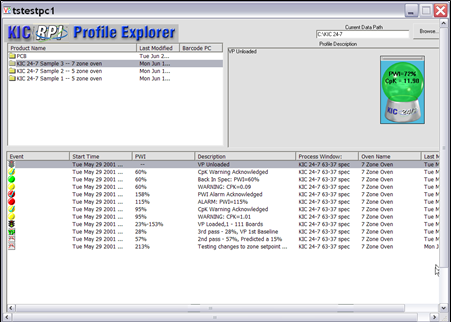 tstestpc1
KIC RPI Profile Explorer
Current Data Path
C:\KIC 24-7
Browse...
Profile Description
Product Name Last Modified Barcode PC
PCB Tue Jun 2...
KIC 24-7 Sample 3 -- 7 zone oven Mon Jun 1...
KIC 24-7 Sample 2 -- 5 zone oven Mon Jun 1...
KIC 24-7 Sample 1 -- 5 zone oven Mon Jun 1...
VP Unloaded
PWI=72%
CpK = 11.90
KIC
Event Start Time PWI Description Process Window: Oven Name Last M
Tue May 29 2001 ... --- VP Unloaded KIC 24-7 63-37 spec 7 Zone Oven Tue M
Tue May 29 2001 ... 60% CpK Warning Acknowledged KIC 24-7 63-37 spec 7 Zone Oven Tue M
Tue May 29 2001 ... 60% Back In Spec: PWI=60% KIC 24-7 63-37 spec 7 Zone Oven Tue M
Tue May 29 2001 ... 60% WARNING: CPK=0.09 KIC 24-7 63-37 spec 7 Zone Oven Tue M
Tue May 29 2001 ... 118% PWI Alarm Acknowledged KIC 24-7 63-37 spec 7 Zone Oven Tue M
Tue May 29 2001 ... 115% ALARM: PWI=115% KIC 24-7 63-37 spec 7 Zone Oven Tue M
Tue May 29 2001 ... 95% CpK Warning Acknowledged KIC 24-7 63-37 spec 7 Zone Oven Tue M
Tue May 29 2001 ... 95% WARNING: CPK=1.01 KIC 24-7 63-37 spec 7 Zone Oven Tue M
Tue May 29 2001 ... 23%-153% VP Loaded,1 - 111 Boards KIC 24-7 63-37 spec 7 Zone Oven Tue M
Tue May 29 2001 ... 28% 3rd pass - 28%, VP 1st Baseline KIC 24-7 63-37 spec 7 Zone Oven Tue M
Tue May 29 2001 ... 57% 2nd pass - 57%, Predicted a 15% KIC 24-7 63-37 spec 7 Zone Oven Tue M
Tue May 29 2001 ... 213% Testing changes to zone setpoint ... KIC 24-7 63-37 spec 7 Zone Oven Mon J